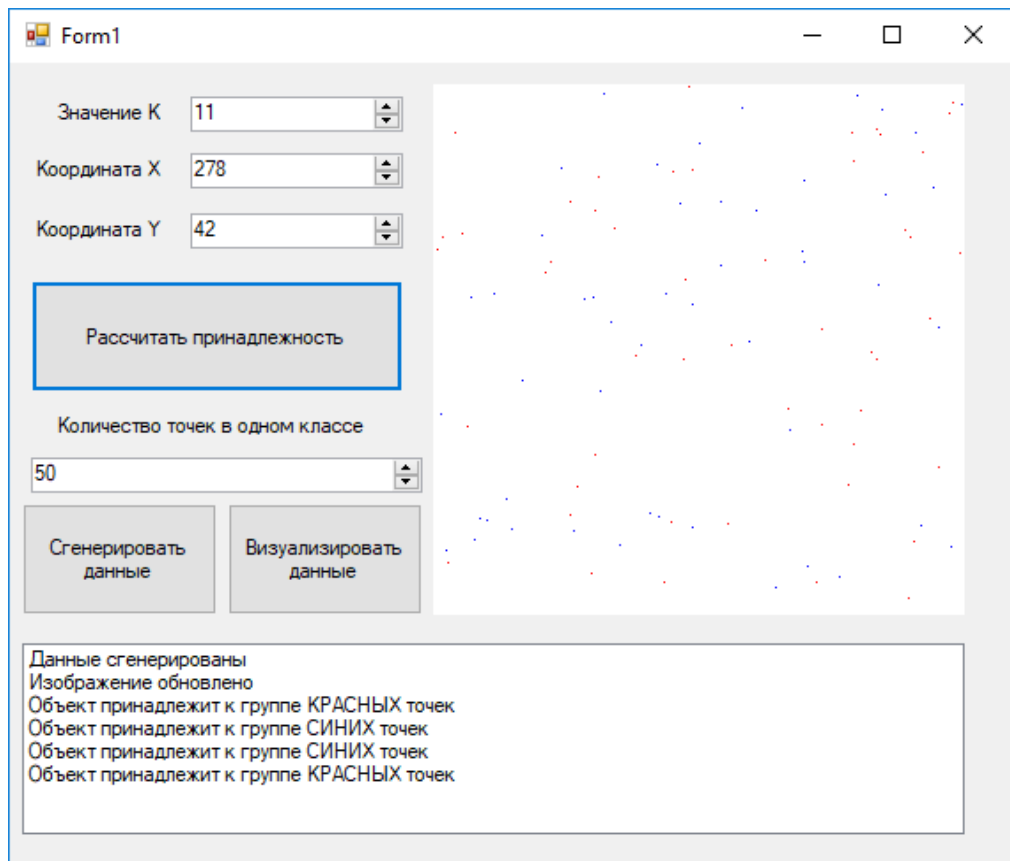 Form1
Значение K
11
Координата X
278
Координата Y
42
Рассчитать принадлежность
Количество точек в одном классе
50
Сгенерировать
данные
Визуализировать
данные
Данные сгенерированы
Изображение обновлено
Объект принадлежит к группе КРАСНЫХ точек
Объект принадлежит к группе СИНИХ точек
Объект принадлежит к группе СИНИХ точек
Объект принадлежит к группе КРАСНЫХ точек